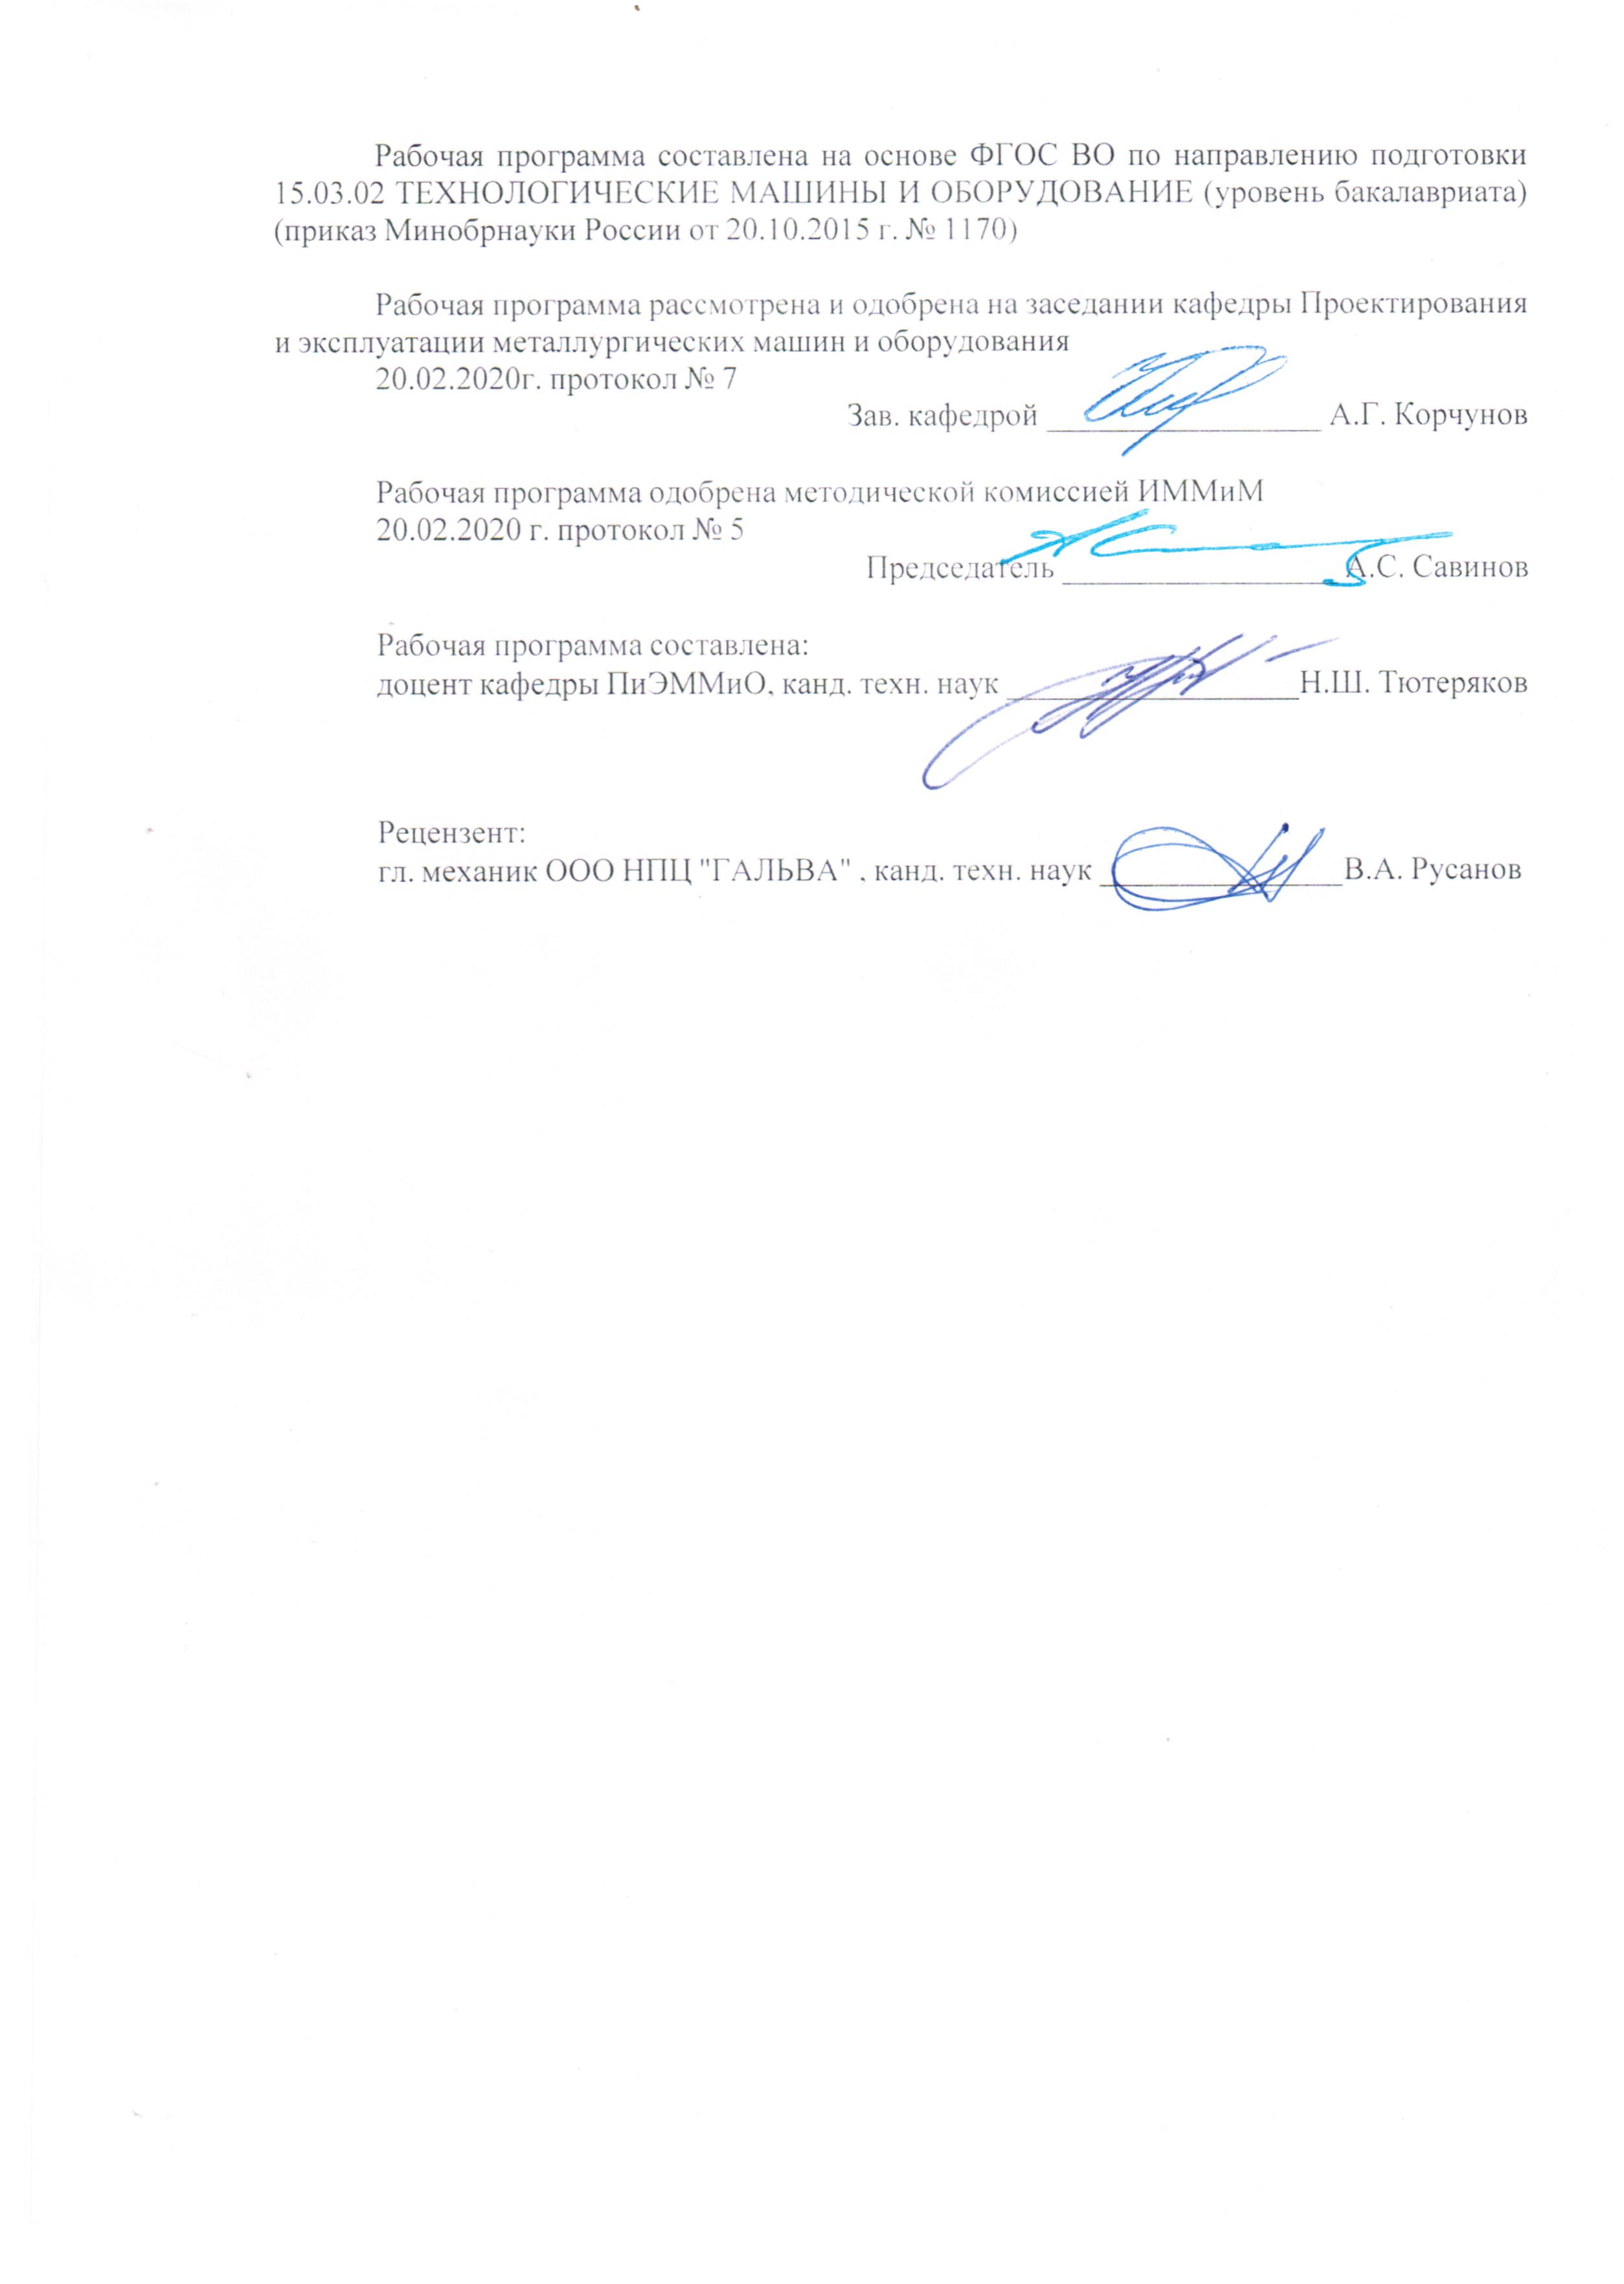 Рабочая программа составлена на основе ФГОС ВО по направлению подготовки
15.03.02 ТЕХНОЛОГИЧЕСКИЕ МАШИНЫ И ОБОРУДОВАНИЕ (уровень бакалавриата)
(приказ Минобрнауки России от 20.10.2015 г. № 1170)
Рабочая программа рассмотрена и одобрена на заседании кафедры Проектирования
и эксплуатации металлургических машин и оборудования
20.02.2020г. протокол № 7
Зав. кафедрой ____________________ А.Г. Корчунов
Рабочая программа одобрена методической комиссией ИММиМ
20.02.2020 г. протокол № 5
Председатель ____________________ А.С. Савинов
Рабочая программа составлена:
доцент кафедры ПиЭММиО, канд. техн. наук ____________________Н.Ш. Тютеряков
Рецензент:
гл. механик ООО НПЦ "ГАЛЬВА" , канд. техн. наук ________________В.А. Русанов